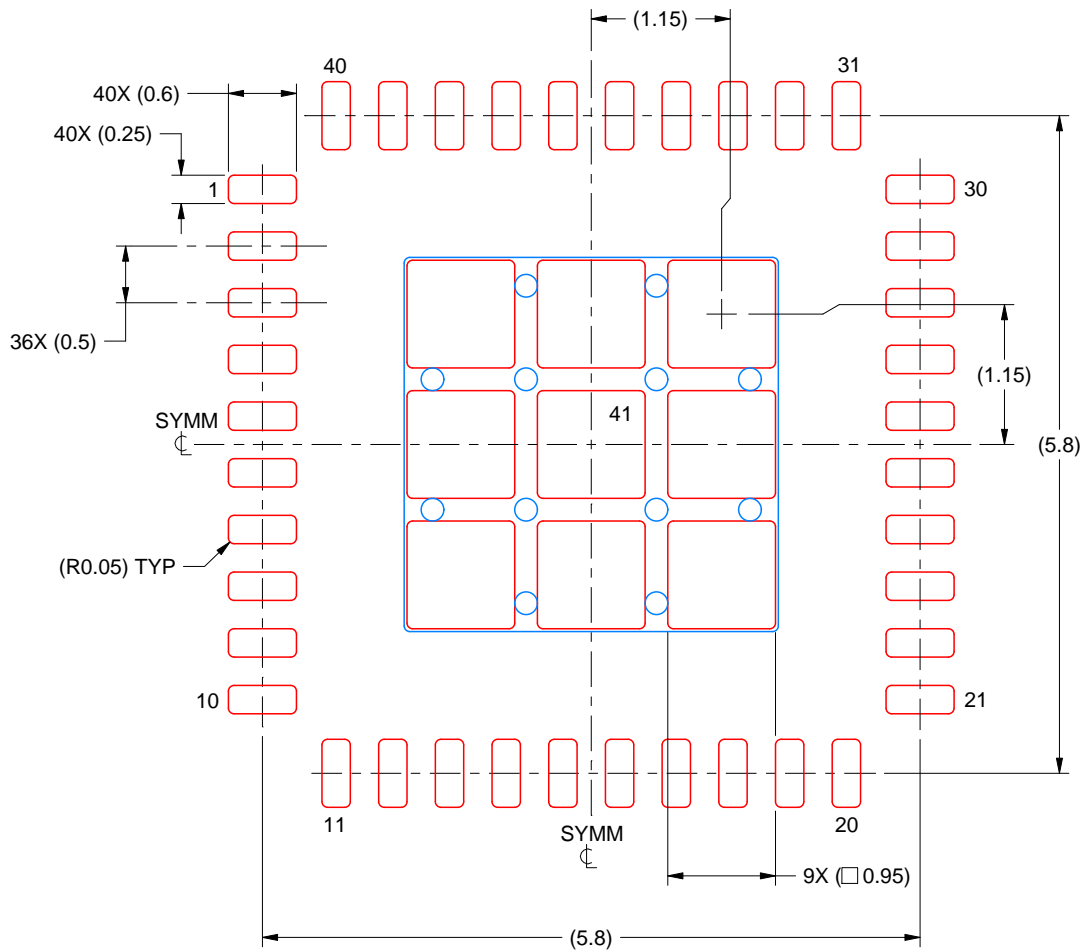 (1.15)
40
31
40X (0.6)
40X (0.25)
1
30
36X (0.5)
(1.15)
41
SYMM
℄
(5.8)
(R0.05) TYP
10
21
11
20
SYMM
℄
9X (□ 0.95)
(5.8)